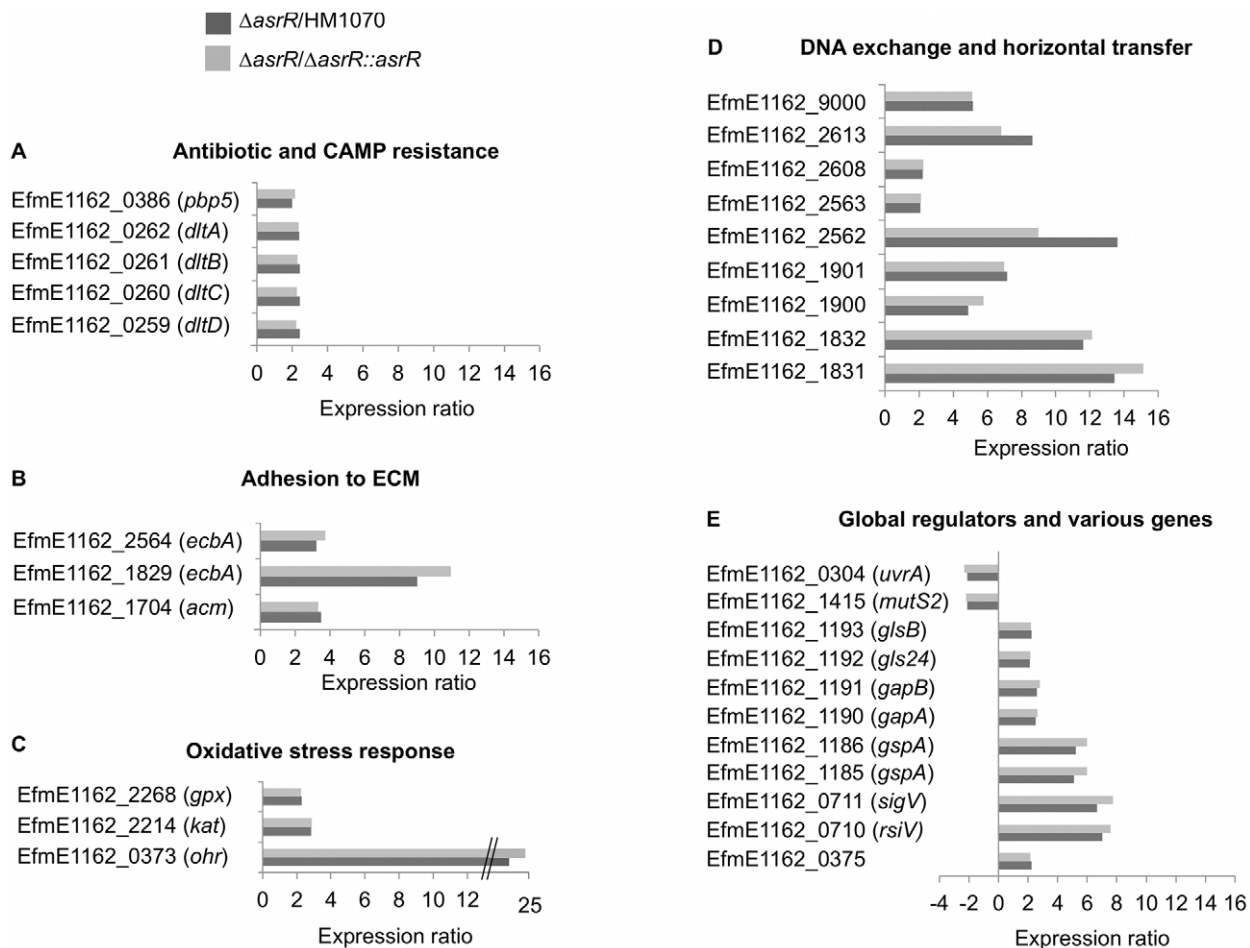 ΔasrR/HM1070
ΔasrR/ΔasrR::asrR
A Antibiotic and CAMP resistance
EfmE1162_0386 (pbp5)
EfmE1162_0262 (dltA)
EfmE1162_0261 (dltB)
EfmE1162_0260 (dltC)
EfmE1162_0259 (dltD)
0 2 4 6 8 10 12 14 16
Expression ratio
B Adhesion to ECM
EfmE1162_2564 (ecbA)
EfmE1162_1829 (ecbA)
EfmE1162_1704 (acm)
0 2 4 6 8 10 12 14 16
Expression ratio
C Oxidative stress response
EfmE1162_2268 (gpx)
EfmE1162_2214 (kat)
EfmE1162_0373 (ohr)
0 2 4 6 8 10 12 25
Expression ratio
D DNA exchange and horizontal transfer
EfmE1162_9000
EfmE1162_2613
EfmE1162_2608
EfmE1162_2563
EfmE1162_2562
EfmE1162_1901
EfmE1162_1900
EfmE1162_1832
EfmE1162_1831
0 2 4 6 8 10 12 14 16
Expression ratio
E Global regulators and various genes
EfmE1162_0304 (uvrA)
EfmE1162_1415 (mutS2)
EfmE1162_1193 (glsB)
EfmE1162_1192 (gls24)
EfmE1162_1191 (gapB)
EfmE1162_1190 (gapA)
EfmE1162_1186 (gspA)
EfmE1162_1185 (gspA)
EfmE1162_0711 (sigV)
EfmE1162_0710 (rsiV)
EfmE1162_0375
-4 -2 0 2 4 6 8 10 12 14 16
Expression ratio